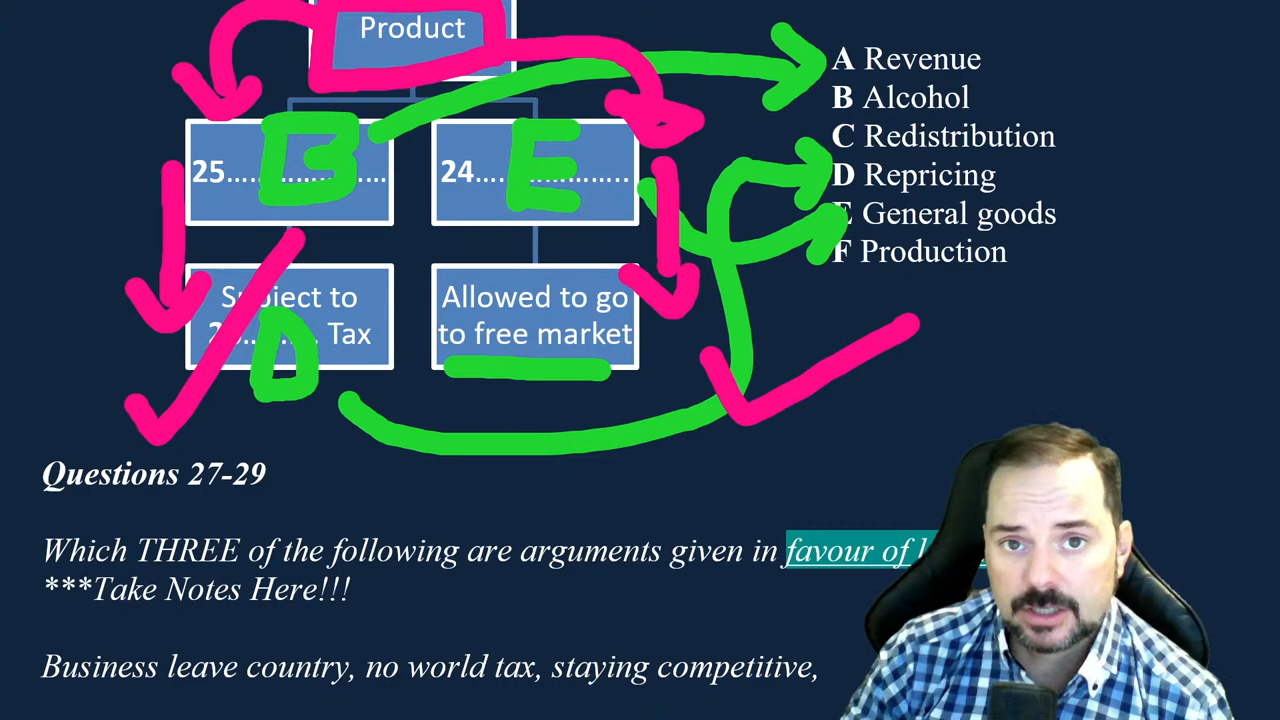 Product
A Revenue
B Alcohol
C Redistribution
D Repricing
E General goods
F Production
25..................
B
24..................
E
Subject to
Tax
D
Allowed to go
to free market
Questions 27-29
Which THREE of the following are arguments given in favour of
***Take Notes Here!!!
Business leave country, no world tax, staying competitive,